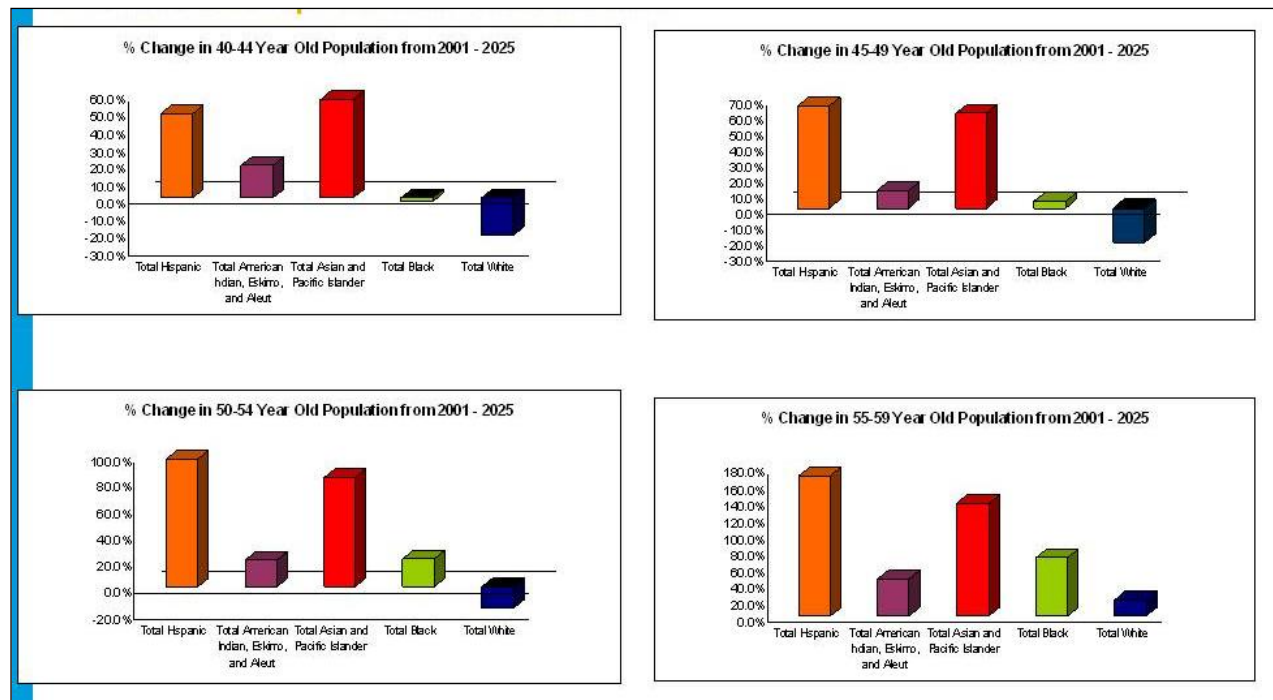 % Change in 40-44 Year Old Population from 2001 - 2025
60.0%
50.0%
40.0%
30.0%
20.0%
10.0%
0.0%
-10.0%
-20.0%
-30.0%
Total Hispanic
Total American
Indian, Eskimo,
and Aleut
Total Asian and
Pacific Islander
Total Black
Total White
% Change in 45-49 Year Old Population from 2001 - 2025
70.0%
60.0%
50.0%
40.0%
30.0%
20.0%
10.0%
0.0%
-10.0%
-20.0%
-30.0%
Total Hispanic
Total American
Indian, Eskimo,
and Aleut
Total Asian and
Pacific Islander
Total Black
Total White
% Change in 50-54 Year Old Population from 2001 - 2025
100.0%
80.0%
60.0%
40.0%
20.0%
0.0%
-20.0%
Total Hispanic
Total American
Indian, Eskimo,
and Aleut
Total Asian and
Pacific Islander
Total Black
Total White
% Change in 55-59 Year Old Population from 2001 - 2025
180.0%
160.0%
140.0%
120.0%
100.0%
80.0%
60.0%
40.0%
20.0%
0.0%
Total Hispanic
Total American
Indian, Eskimo,
and Aleut
Total Asian and
Pacific Islander
Total Black
Total White